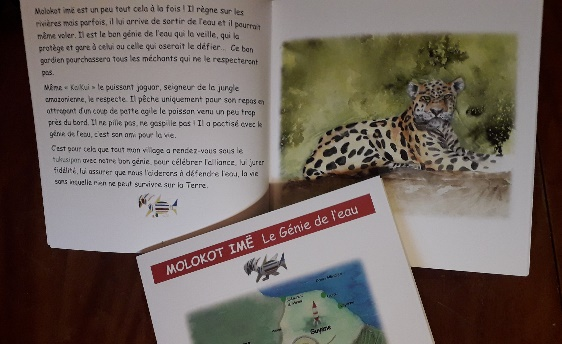 Molokot imë est un peu tout cela à la fois ! Il règne sur les
rivières mais parfois, il lui arrive de sortir de l'eau et il pourrait
même voler. Il est le bon génie de l'eau qui la veille, qui la
protège et gare à celui ou celle qui oserait le défier... Ce bon
gardien pourchassera tous les méchants qui ne le respecteront
pas.
Même « KaiKui » le puissant jaguar, seigneur de la jungle
amazonienne, le respecte. Il pêche uniquement pour son repas en
attrapant d'un coup de patte agile le poisson venu un peu trop
près du bord. Il ne pille pas, ne gaspille pas ! Il a pactisé avec le
génie de l'eau, c'est son ami pour la vie.
C'est pour cela que tout mon village a rendez-vous sous le
tukusipan avec notre bon génie, pour célébrer l'alliance, lui jurer
fidélité, lui assurer que nous l'aiderons à défendre l'eau, la vie
sans laquelle rien ne peut survivre sur la Terre.
MOLOKOT IMË Le Génie de l'eau
Guyane